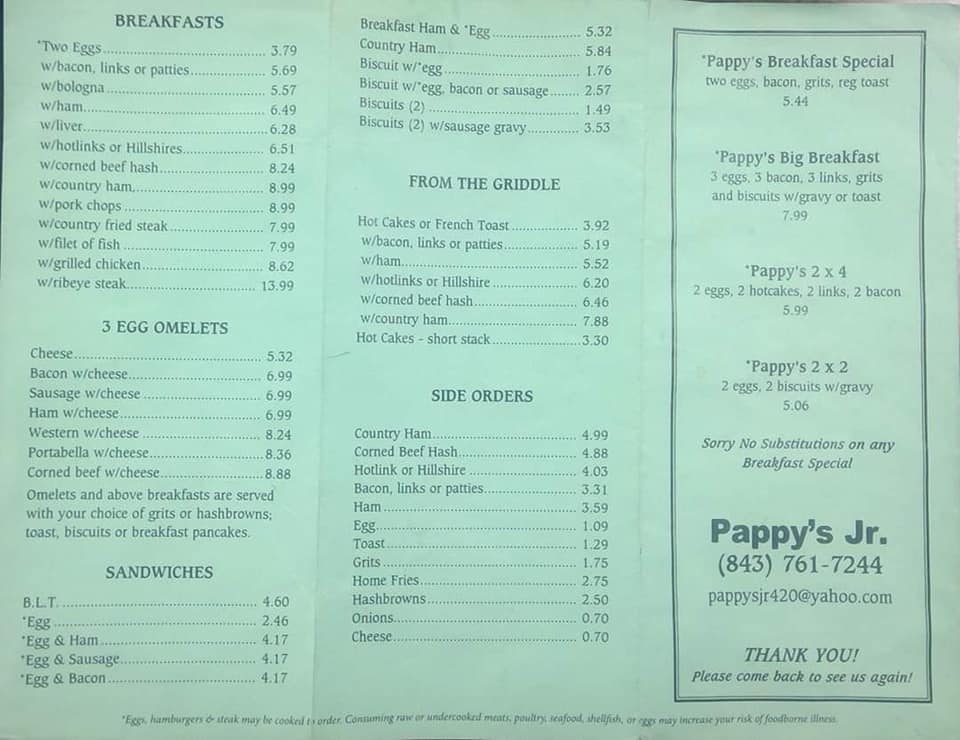 BREAKFASTS
*Two Eggs........ 3.79
w/bacon, links or patties........ 5.69
w/bologna........ 5.57
w/ham........ 6.49
w/liver........ 6.28
w/hotlinks or Hillshires........ 6.51
w/corned beef hash........ 8.24
w/country ham........ 8.99
w/pork chops........ 8.99
w/country fried steak........ 7.99
w/filet of fish........ 7.99
w/grilled chicken........ 8.62
w/ribeye steak........ 13.99
3 EGG OMELETS
Cheese........ 5.32
Bacon w/cheese........ 6.99
Sausage w/cheese........ 6.99
Ham w/cheese........ 6.99
Western w/cheese........ 8.24
Portabella w/cheese........ 8.36
Corned beef w/cheese........ 8.88
Omelets and above breakfasts are served
with your choice of grits or hashbrowns;
toast, biscuits or breakfast pancakes.
SANDWICHES
B.L.T......... 4.60
*Egg........ 2.46
*Egg & Ham........ 4.17
*Egg & Sausage........ 4.17
*Egg & Bacon........ 4.17
Breakfast Ham & *Egg........ 5.32
Country Ham........ 5.84
Biscuit w/*egg........ 1.76
Biscuit w/*egg, bacon or sausage........ 2.57
Biscuits (2)........ 1.49
Biscuits (2) w/sausage gravy........ 3.53
FROM THE GRIDDLE
Hot Cakes or French Toast........ 3.92
w/bacon, links or patties........ 5.19
w/ham........ 5.52
w/hotlinks or Hillshire........ 6.20
w/corned beef hash........ 6.46
w/country ham........ 7.88
Hot Cakes - short stack........ 3.30
SIDE ORDERS
Country Ham........ 4.99
Corned Beef Hash........ 4.88
Hotlink or Hillshire........ 4.03
Bacon, links or patties........ 3.31
Ham........ 3.59
Egg........ 1.09
Toast........ 1.29
Grits........ 1.75
Home Fries........ 2.75
Hashbrowns........ 2.50
Onions........ 0.70
Cheese........ 0.70
*Pappy's Breakfast Special
two eggs, bacon, grits, reg toast
5.44
*Pappy's Big Breakfast
3 eggs, 3 bacon, 3 links, grits
and biscuits w/gravy or toast
7.99
*Pappy's 2 x 4
2 eggs, 2 hotcakes, 2 links, 2 bacon
5.99
*Pappy's 2 x 2
2 eggs, 2 biscuits w/gravy
5.06
Sorry No Substitutions on any
Breakfast Special
Pappy's Jr.
(843) 761-7244
pappysjr420@yahoo.com
THANK YOU!
Please come back to see us again!
*Eggs, hamburgers & steak may be cooked to order. Consuming raw or undercooked meats, poultry, seafood, shellfish, or eggs may increase your risk of foodborne illness.